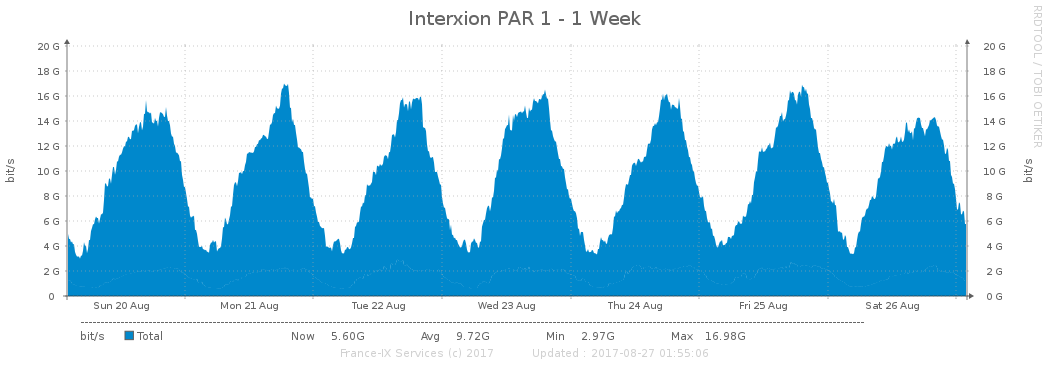 Interxion PAR 1 - 1 Week
RRDTOOL / TOBI OETIKER
bit/s
20 G 20 G
18 G 18 G
16 G 16 G
14 G 14 G
12 G 12 G
10 G 10 G
8 G 8 G
6 G 6 G
4 G 4 G
2 G 2 G
0 0 G
bit/s
Sun 20 Aug Mon 21 Aug Tue 22 Aug Wed 23 Aug Thu 24 Aug Fri 25 Aug Sat 26 Aug
bit/s Total Now 5.60G Avg 9.72G Min 2.97G Max 16.98G
France-IX Services (c) 2017 Updated : 2017-08-27 01:55:06